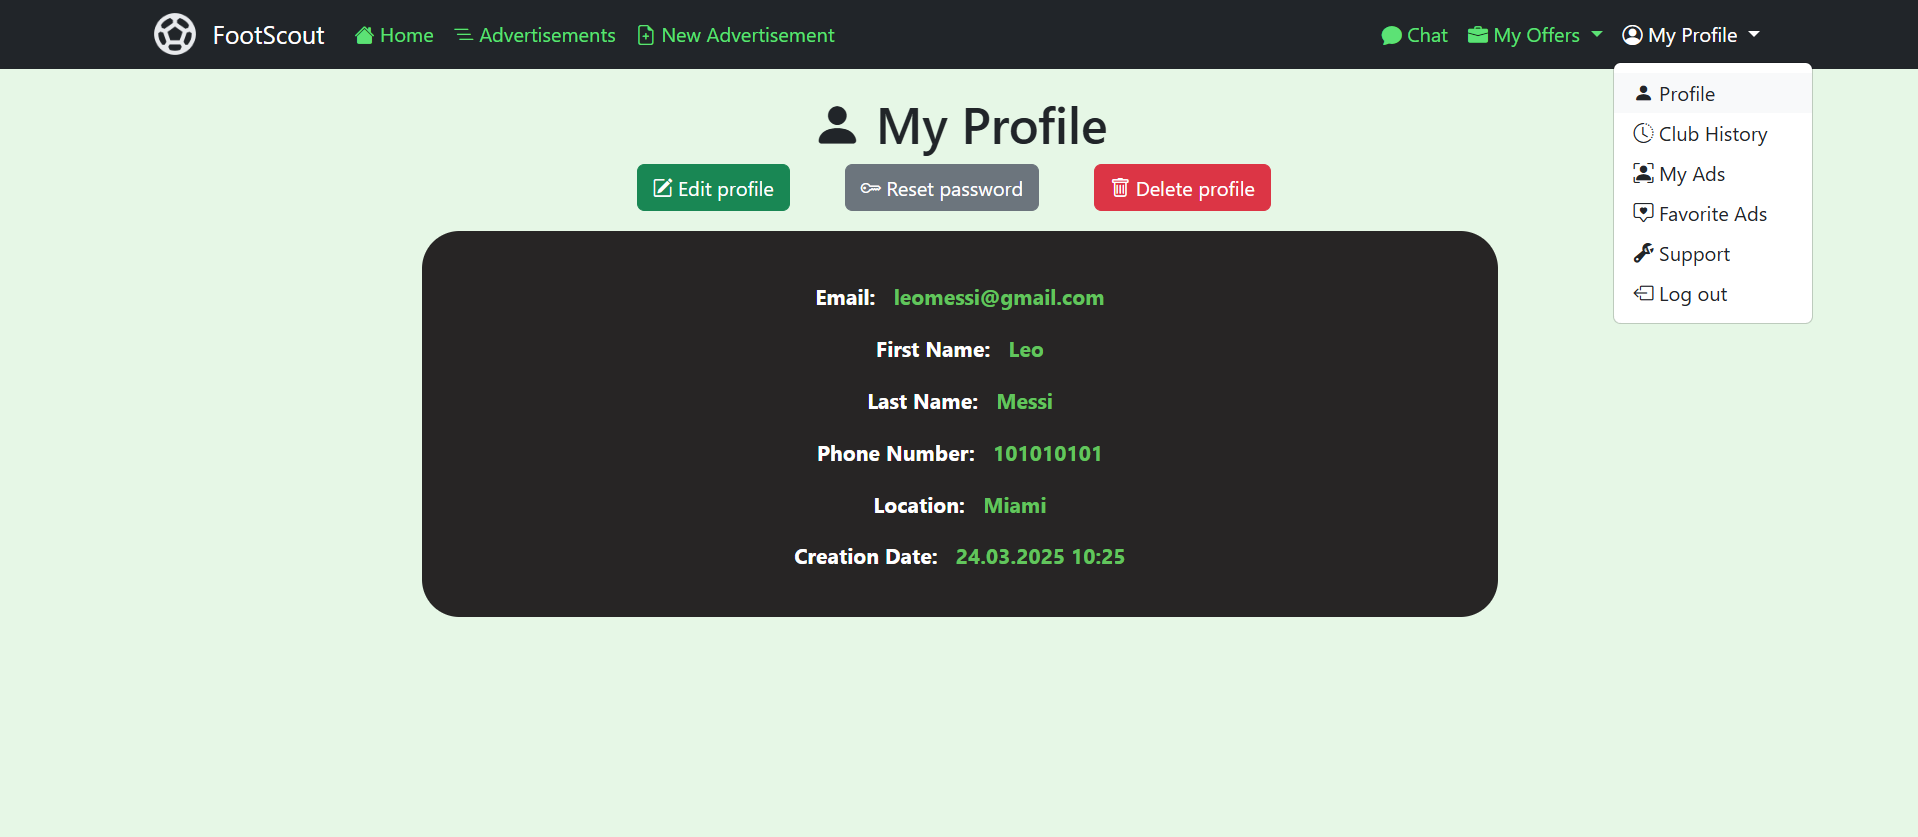 FootScout Home Advertisements New Advertisement Chat My Offers My Profile
Profile
Club History
My Ads
Favorite Ads
Support
Log out
My Profile
Edit profile Reset password Delete profile
Email: leomessi@gmail.com
First Name: Leo
Last Name: Messi
Phone Number: 101010101
Location: Miami
Creation Date: 24.03.2025 10:25